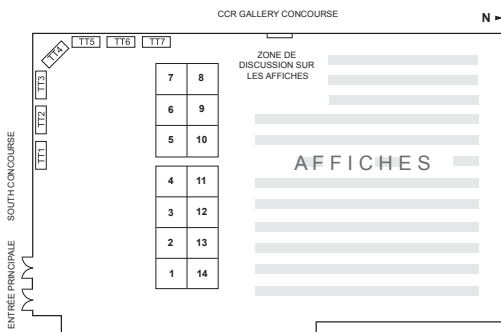 CCR GALLERY CONCOURSE
N
TT4
TT5
TT6
TT7
ZONE DE
DISCUSSION SUR
LES AFFICHES
TT3
TT2
TT1
7
8
6
9
5
10
4
11
3
12
2
13
1
14
AFFICHES
SOUTH CONCOURSE
ENTRÉE PRINCIPALE